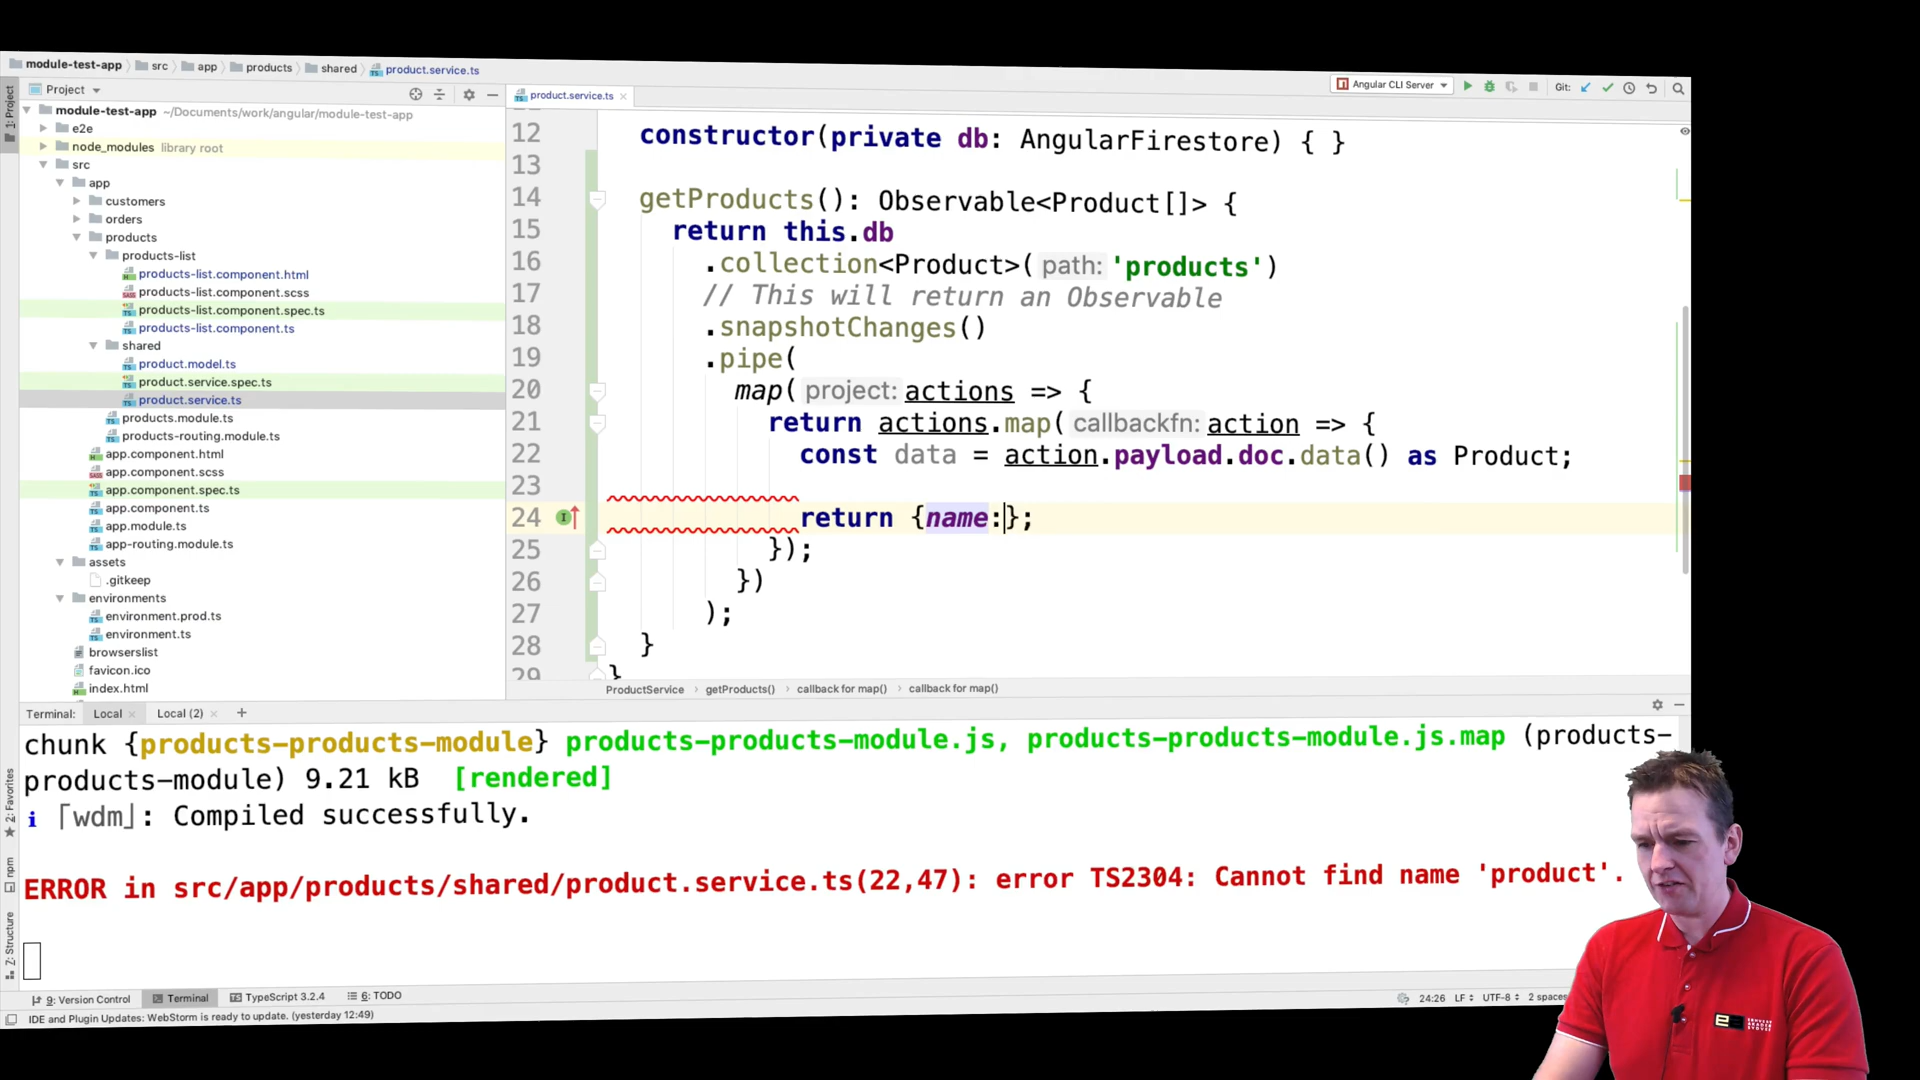 module-test-app src app products shared product.service.ts
Angular CLI Server Git:
1: Project
Project
product.service.ts
module-test-app ~/Documents/work/angular/module-test-app
e2e
node_modules library root
src
app
customers
orders
products
products-list
products-list.component.html
products-list.component.scss
products-list.component.spec.ts
products-list.component.ts
shared
product.model.ts
product.service.spec.ts
product.service.ts
products.module.ts
products-routing.module.ts
app.component.html
app.component.scss
app.component.spec.ts
app.component.ts
app.module.ts
app-routing.module.ts
assets
.gitkeep
environments
environment.prod.ts
environment.ts
browserslist
favicon.ico
index.html
12 constructor(private db: AngularFirestore) { }
13
14 getProducts(): Observable<Product[]> {
15 return this.db
16 .collection<Product>( path: 'products')
17 // This will return an Observable
18 .snapshotChanges()
19 .pipe(
20 map( project: actions => {
21 return actions.map( callbackfn: action => {
22 const data = action.payload.doc.data() as Product;
23
24 return {name:};
25 });
26 })
27 );
28 }
29 }
ProductService getProducts() callback for map() callback for map()
Terminal: Local Local (2) +
chunk {products-products-module} products-products-module.js, products-products-module.js.map (products-
products-module) 9.21 kB [rendered]
i ｢wdm｣: Compiled successfully.
ERROR in src/app/products/shared/product.service.ts(22,47): error TS2304: Cannot find name 'product'.
2: Favorites
npm
Z: Structure
9: Version Control Terminal TypeScript 3.2.4 6: TODO
24:26 LF UTF-8 2 spaces
IDE and Plugin Updates: WebStorm is ready to update. (yesterday 12:49)